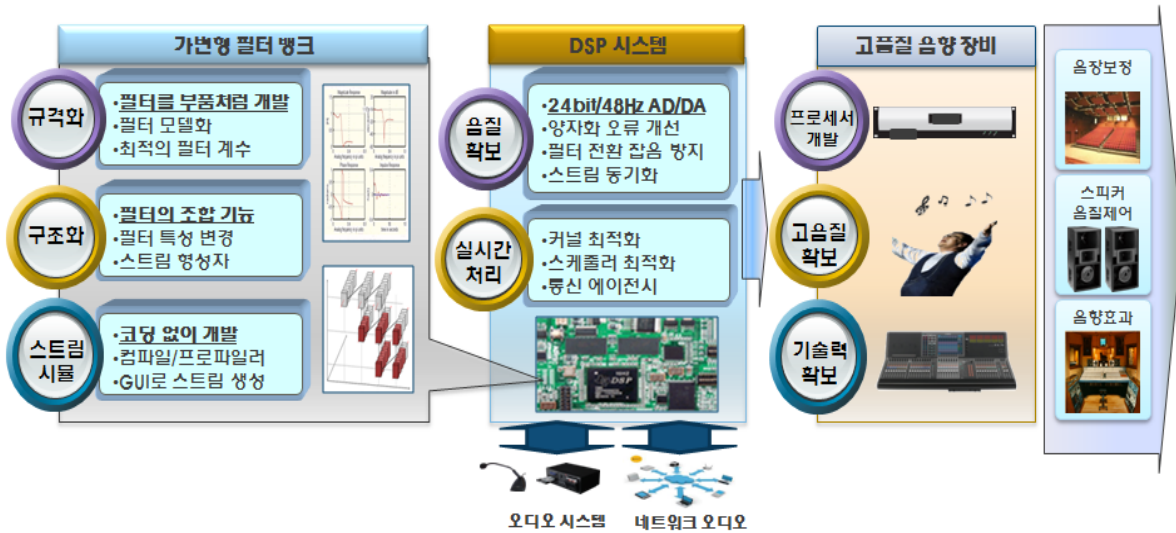 가변형 필터 뱅크
규격화
•필터를 부품처럼 개발
•필터 모델화
•최적의 필터 계수
구조화
•필터의 조합 기능
•필터 특성 변경
•스트림 형성자
스트림
시뮬
•코딩 없이 개발
•컴파일/프로파일러
•GUI로 스트림 생성
DSP 시스템
음질
확보
•24bit/48Hz AD/DA
•양자화 오류 개선
•필터 전환 잡음 방지
•스트림 동기화
실시간
처리
•커널 최적화
•스케줄러 최적화
•통신 에이전시
DSP
오디오 시스템
네트워크 오디오
고품질 음향 장비
프로세서
개발
고음질
확보
기술력
확보
음장보정
스피커
음질제어
음향효과